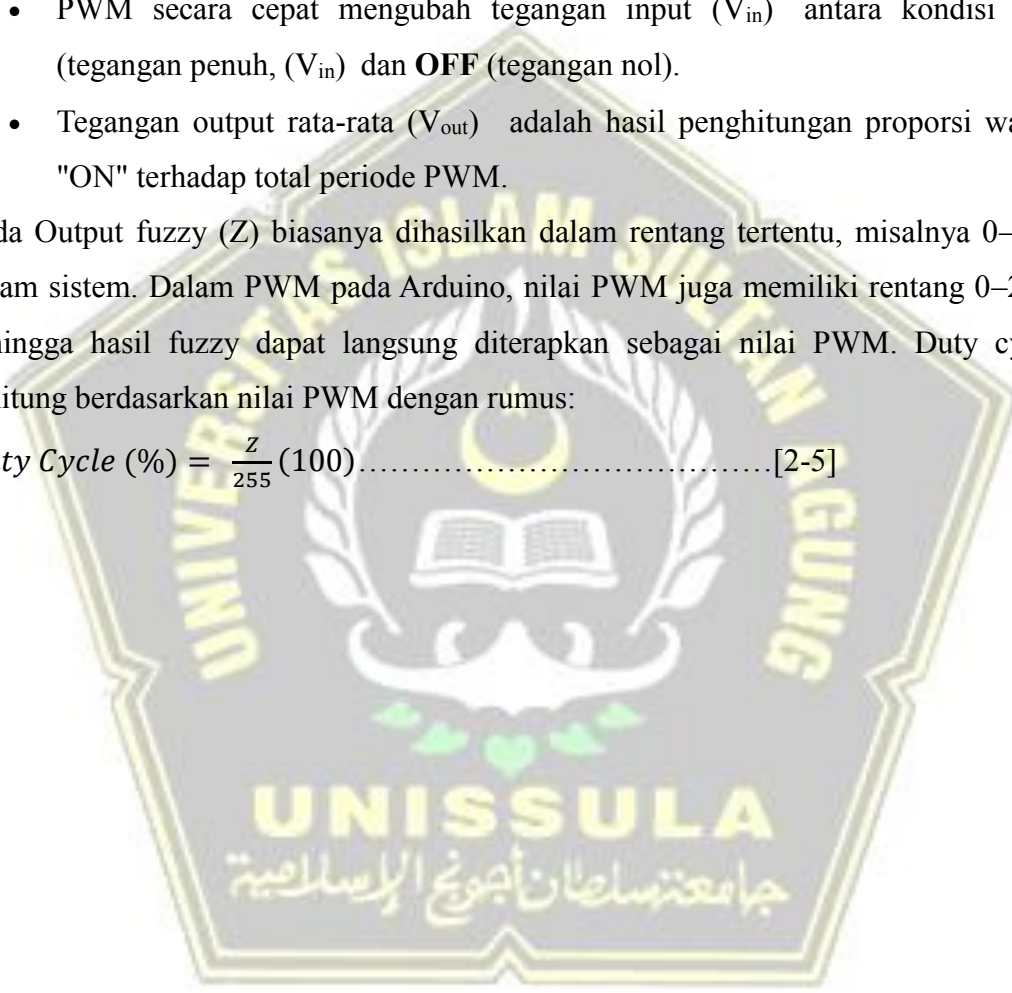 • PWM secara cepat mengubah tegangan input (Vin) antara kondisi
(tegangan penuh, (Vin) dan OFF (tegangan nol).
• Tegangan output rata-rata (Vout) adalah hasil penghitungan proporsi wa
"ON" terhadap total periode PWM.
da Output fuzzy (Z) biasanya dihasilkan dalam rentang tertentu, misalnya 0–
am sistem. Dalam PWM pada Arduino, nilai PWM juga memiliki rentang 0–2
ingga hasil fuzzy dapat langsung diterapkan sebagai nilai PWM. Duty cy
itung berdasarkan nilai PWM dengan rumus:
ty Cycle (%) = Z/255 (100)…………………………………[2-5]
UNIVERSITAS ISLAM SULTAN AGUNG
UNISSULA
جامعة سلطان أجونج الإسلامية